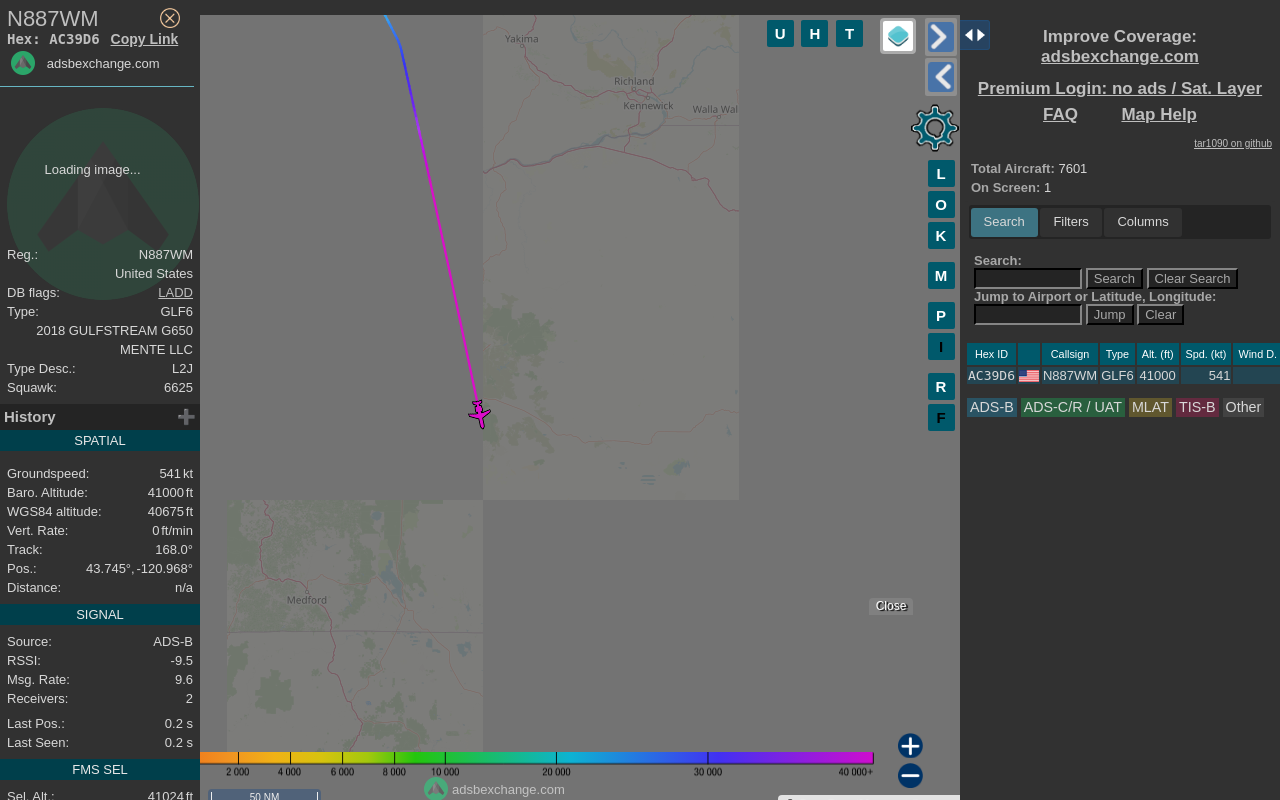 N887WM
Hex: AC39D6 Copy Link
adsbexchange.com
Loading image...
Reg.: N887WM
United States
DB flags: LADD
Type: GLF6
2018 GULFSTREAM G650
MENTE LLC
Type Desc.: L2J
Squawk: 6625
History
SPATIAL
Groundspeed: 541 kt
Baro. Altitude: 41000 ft
WGS84 altitude: 40675 ft
Vert. Rate: 0 ft/min
Track: 168.0°
Pos.: 43.745°, -120.968°
Distance: n/a
SIGNAL
Source: ADS-B
RSSI: -9.5
Msg. Rate: 9.6
Receivers: 2
Last Pos.: 0.2 s
Last Seen: 0.2 s
FMS SEL
Sel. Alt.: 41024 ft
Yakima
Richland
Kennewick
Walla Wal
Medford
U H T
L
O
K
M
P
I
R
F
Close
2 000 4 000 6 000 8 000 10 000 20 000 30 000 40 000+
adsbexchange.com
50 NM
Improve Coverage:
adsbexchange.com
Premium Login: no ads / Sat. Layer
FAQ Map Help
tar1090 on github
Total Aircraft: 7601
On Screen: 1
Search Filters Columns
Search:
Search Clear Search
Jump to Airport or Latitude, Longitude:
Jump Clear
Hex ID Callsign Type Alt. (ft) Spd. (kt) Wind D.
AC39D6 N887WM GLF6 41000 541
ADS-B ADS-C/R / UAT MLAT TIS-B Other